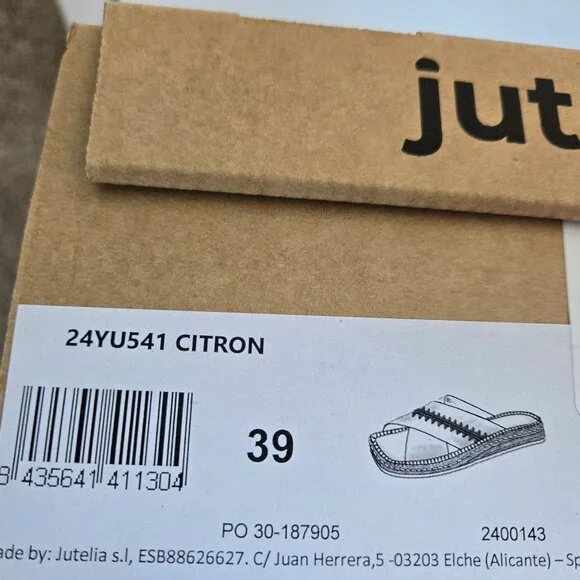 jut
24YU541 CITRON
39
8 435641 411304
PO 30-187905
2400143
ade by: Jutelia s.l, ESB88626627. C/ Juan Herrera,5 -03203 Elche (Alicante) – Sp